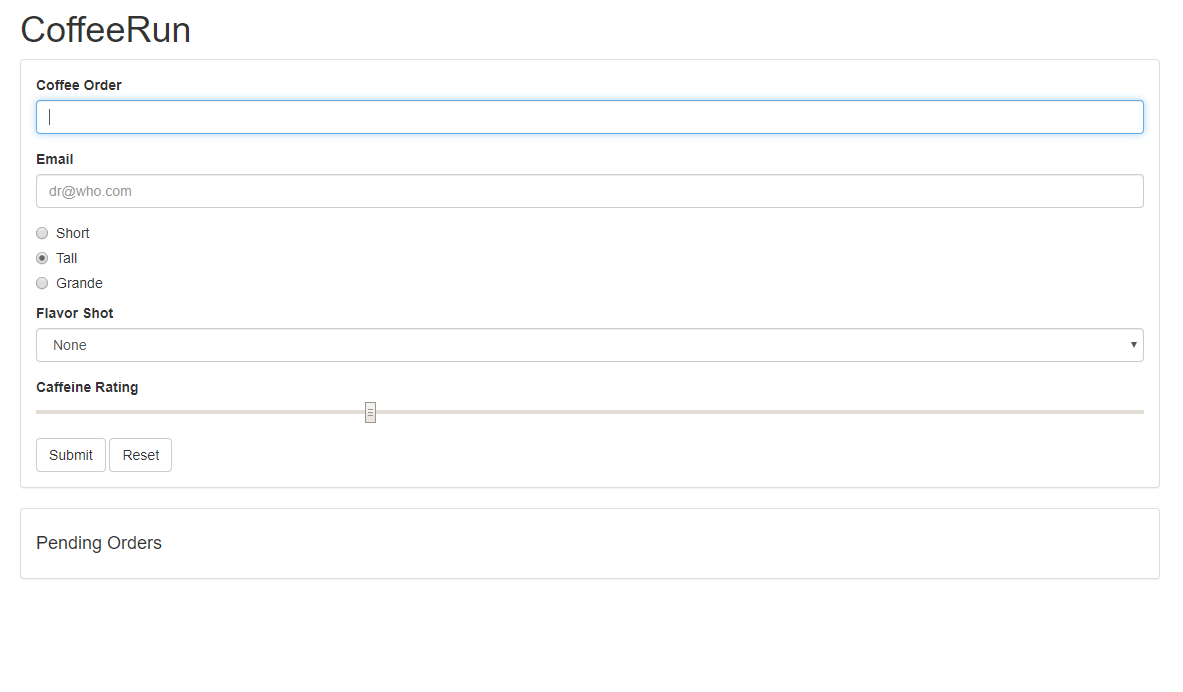 CoffeeRun
Coffee Order
Email
dr@who.com
Short
Tall
Grande
Flavor Shot
None
Caffeine Rating
Submit Reset
Pending Orders